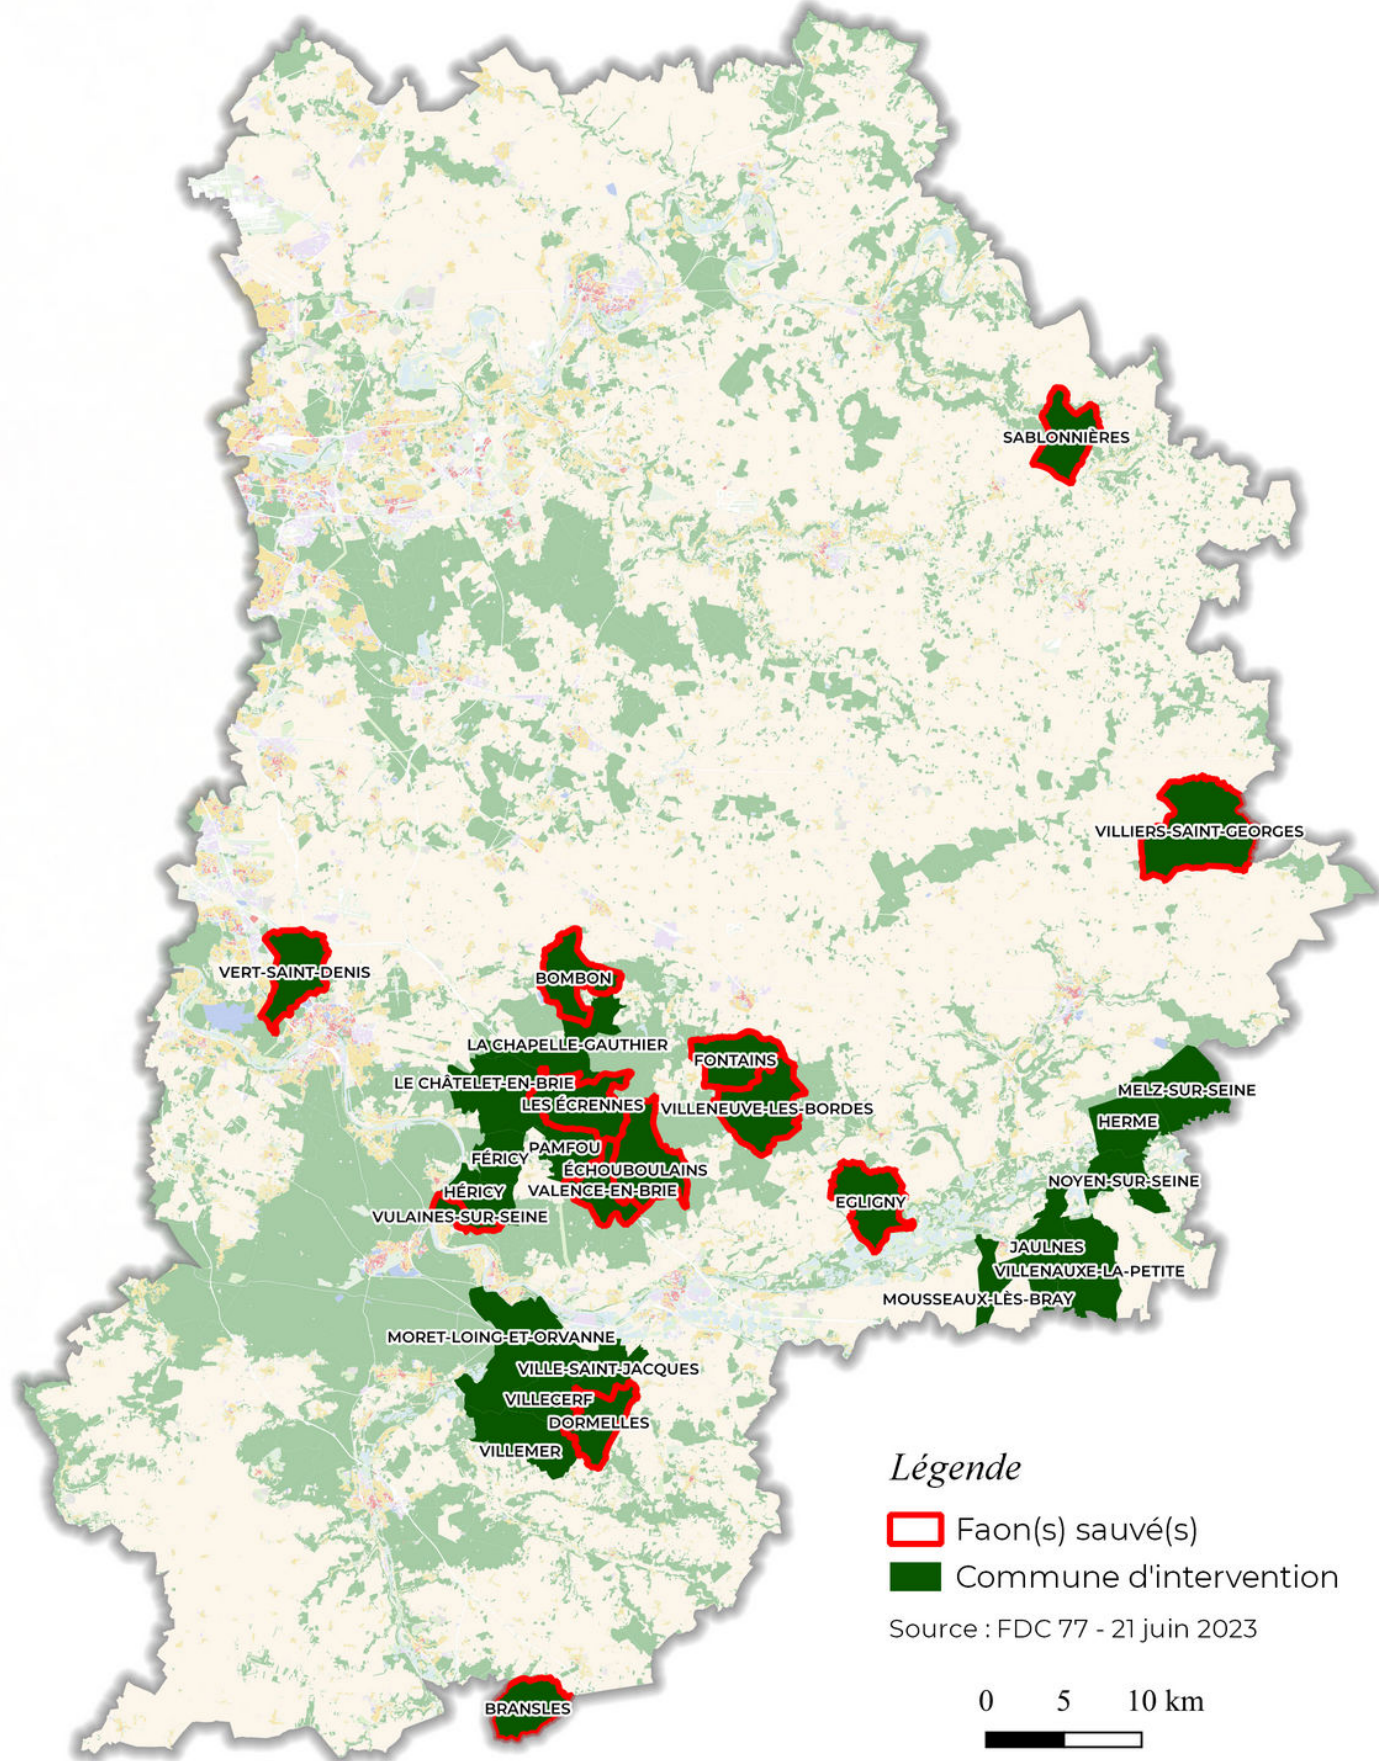 SABLONNIÈRES
VILLIERS-SAINT-GEORGES
VERT-SAINT-DENIS
BOMBON
LA CHAPELLE-GAUTHIER
FONTAINS
LE CHÂTELET-EN-BRIE
MELZ-SUR-SEINE
LES ÉCRENNES
VILLENEUVE-LES-BORDES
HERME
PAMFOU
FÉRICY
ÉCHOUBOULAINS
NOYEN-SUR-SEINE
HÉRICY
VALENCE-EN-BRIE
EGLIGNY
VULAINES-SUR-SEINE
JAULNES
VILLENAUXE-LA-PETITE
MOUSSEAUX-LÈS-BRAY
MORET-LOING-ET-ORVANNE
VILLE-SAINT-JACQUES
VILLECERF
DORMELLES
VILLEMER
BRANSLES
Légende
Faon(s) sauvé(s)
Commune d'intervention
Source : FDC 77 - 21 juin 2023
0 5 10 km